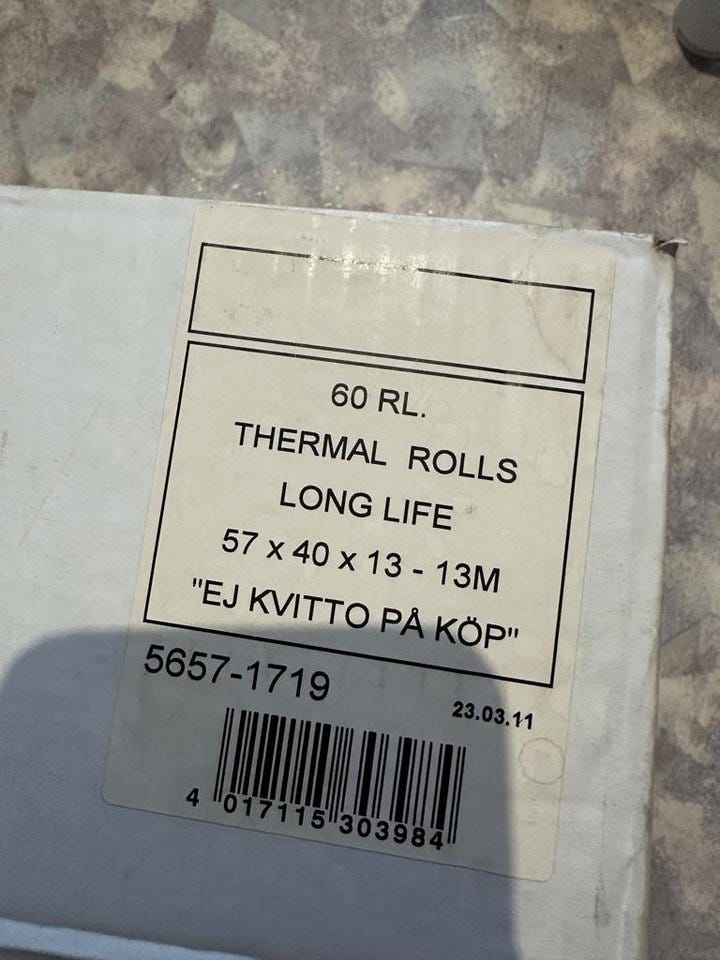 60 RL.
THERMAL ROLLS
LONG LIFE
57 x 40 x 13 - 13M
"EJ KVITTO PÅ KÖP"
5657-1719
23.03.11
4 017115 303984